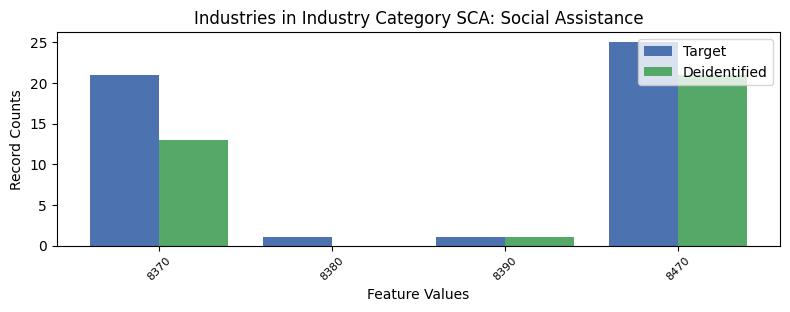 Industries in Industry Category SCA: Social Assistance
Record Counts
25
20
15
10
5
0
Target
Deidentified
8370
8380
8390
8470
Feature Values